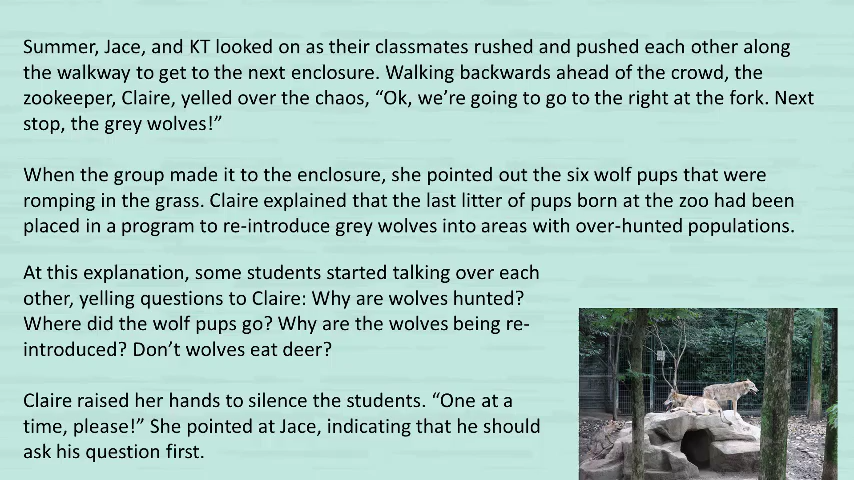 Summer, Jace, and KT looked on as their classmates rushed and pushed each other along
the walkway to get to the next enclosure. Walking backwards ahead of the crowd, the
zookeeper, Claire, yelled over the chaos, “Ok, we’re going to go to the right at the fork. Next
stop, the grey wolves!”
When the group made it to the enclosure, she pointed out the six wolf pups that were
romping in the grass. Claire explained that the last litter of pups born at the zoo had been
placed in a program to re-introduce grey wolves into areas with over-hunted populations.
At this explanation, some students started talking over each
other, yelling questions to Claire: Why are wolves hunted?
Where did the wolf pups go? Why are the wolves being re-
introduced? Don’t wolves eat deer?
Claire raised her hands to silence the students. “One at a
time, please!” She pointed at Jace, indicating that he should
ask his question first.